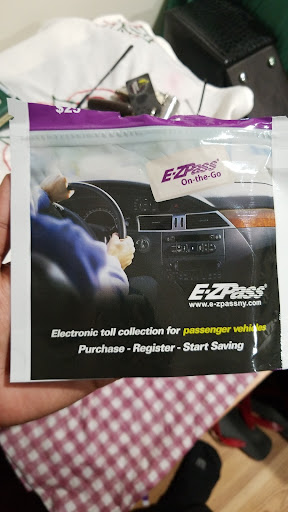 $25
E-ZPass
On-the-Go
E-ZPass®
www.e-zpassny.com
Electronic toll collection for passenger vehicles
Purchase - Register - Start Saving